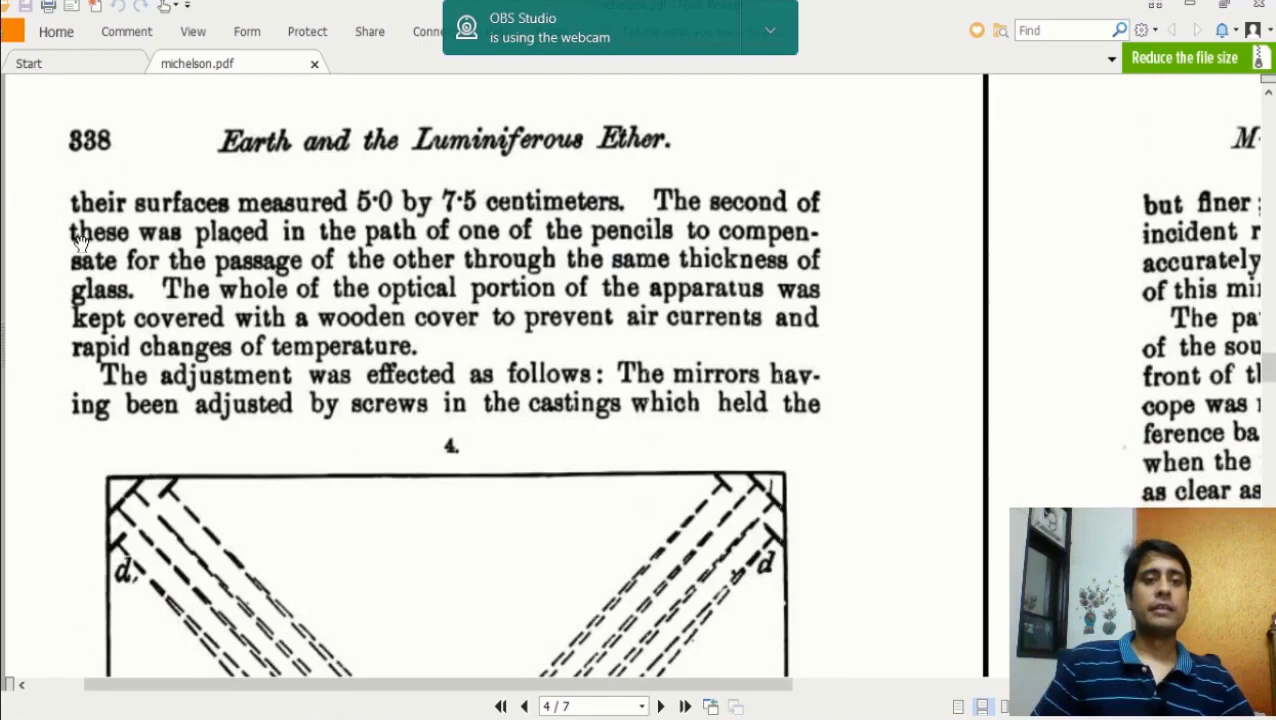 OBS Studio
is using the webcam
Home Comment View Form Protect Share Conn
Find
Start michelson.pdf
Reduce the file size
338 Earth and the Luminiferous Ether.
their surfaces measured 5·0 by 7·5 centimeters. The second of
these was placed in the path of one of the pencils to compen-
sate for the passage of the other through the same thickness of
glass. The whole of the optical portion of the apparatus was
kept covered with a wooden cover to prevent air currents and
rapid changes of temperature.
The adjustment was effected as follows: The mirrors hav-
ing been adjusted by screws in the castings which held the
4.
d, d
M
but finer
incident r
accurately
of this mi
The pa
of the sou
front of t
cope was
ference ba
when the
as clear as
4 / 7